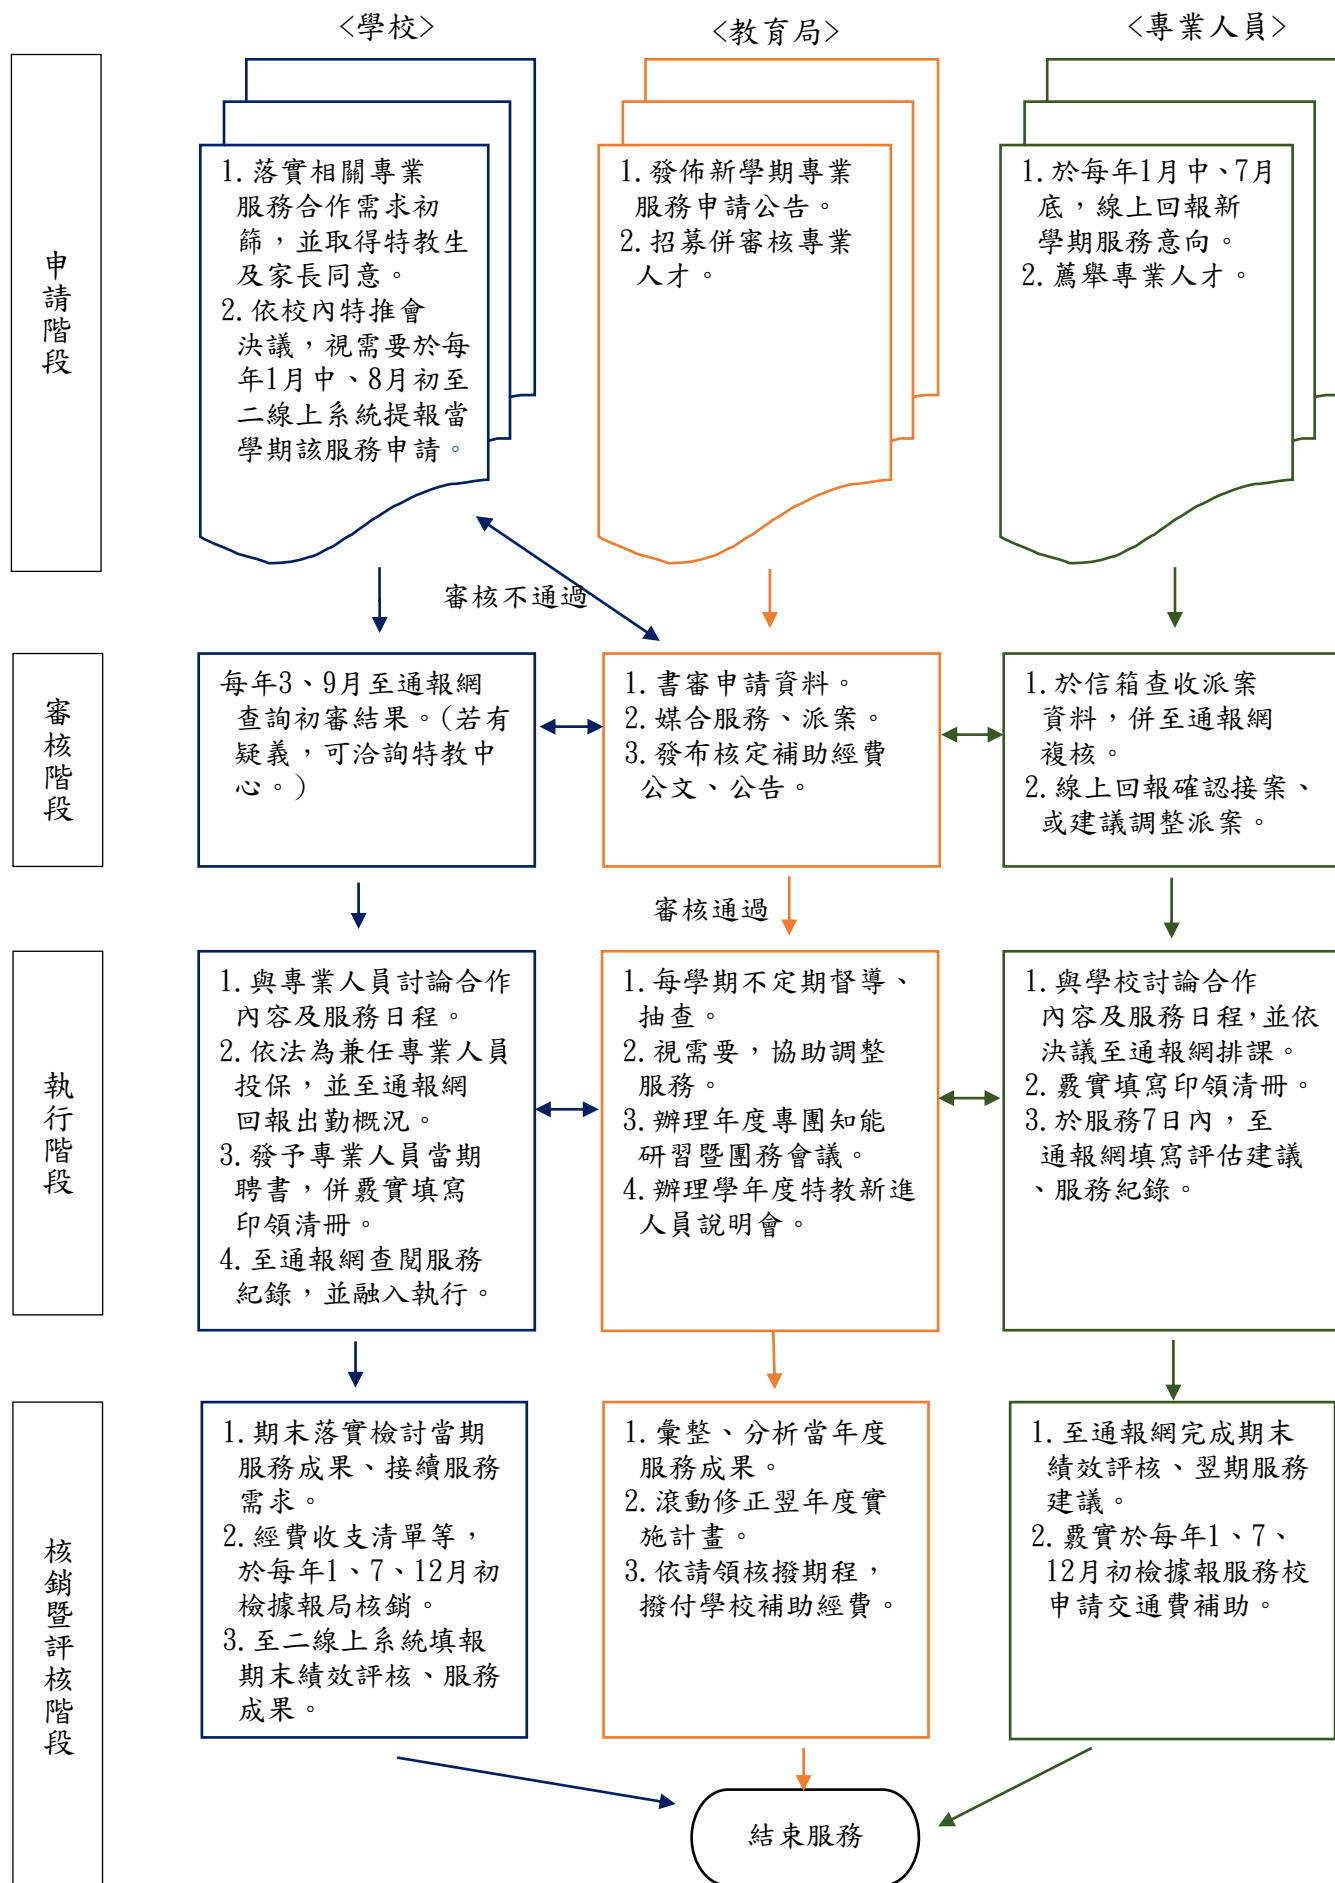 <學校>
<教育局>
<專業人員>
申請階段
1.落實相關專業
服務合作需求初
篩，並取得特教生
及家長同意。
2.依校內特推會
決議，視需要於每
年1月中、8月初至
二線上系統提報當
學期該服務申請。
1.發佈新學期專業
服務申請公告。
2.招募併審核專業
人才。
1.於每年1月中、7月
底，線上回報新
學期服務意向。
2.薦舉專業人才。
審核不通過
審核階段
每年3、9月至通報網
查詢初審結果。(若有
疑義，可洽詢特教中
心。)
1.書審申請資料。
2.媒合服務、派案。
3.發布核定補助經費
公文、公告。
1.於信箱查收派案
資料，併至通報網
複核。
2.線上回報確認接案、
或建議調整派案。
審核通過
執行階段
1.與專業人員討論合作
內容及服務日程。
2.依法為兼任專業人員
投保，並至通報網
回報出勤概況。
3.發予專業人員當期
聘書，併覈實填寫
印領清冊。
4.至通報網查閱服務
紀錄，並融入執行。
1.每學期不定期督導、
抽查。
2.視需要，協助調整
服務。
3.辦理年度專團知能
研習暨團務會議。
4.辦理學年度特教新進
人員說明會。
1.與學校討論合作
內容及服務日程，並依
決議至通報網排課。
2.覈實填寫印領清冊。
3.於服務7日內，至
通報網填寫評估建議
、服務紀錄。
核銷暨評核階段
1.期末落實檢討當期
服務成果、接續服務
需求。
2.經費收支清單等，
於每年1、7、12月初
檢據報局核銷。
3.至二線上系統填報
期末績效評核、服務
成果。
1.彙整、分析當年度
服務成果。
2.滾動修正翌年度實
施計畫。
3.依請領核撥期程，
撥付學校補助經費。
1.至通報網完成期末
績效評核、翌期服務
建議。
2.覈實於每年1、7、
12月初檢據報服務校
申請交通費補助。
結束服務